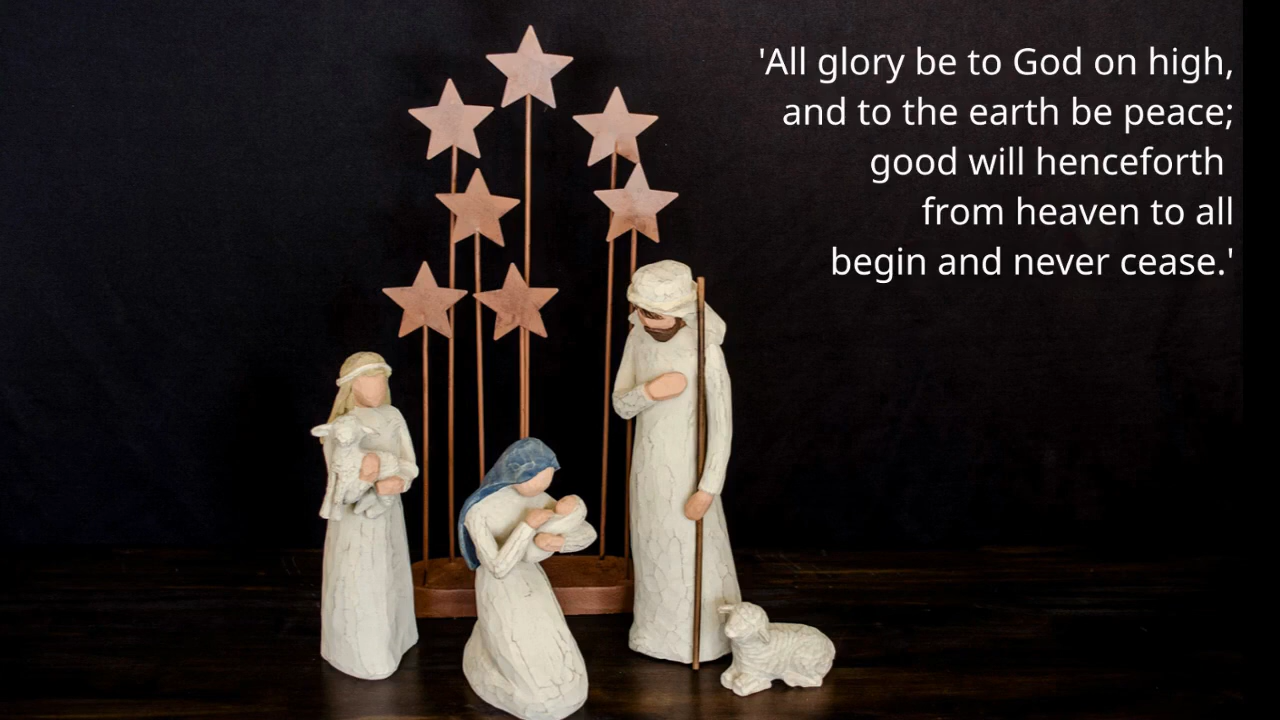 'All glory be to God on high,
and to the earth be peace;
good will henceforth
from heaven to all
begin and never cease.'